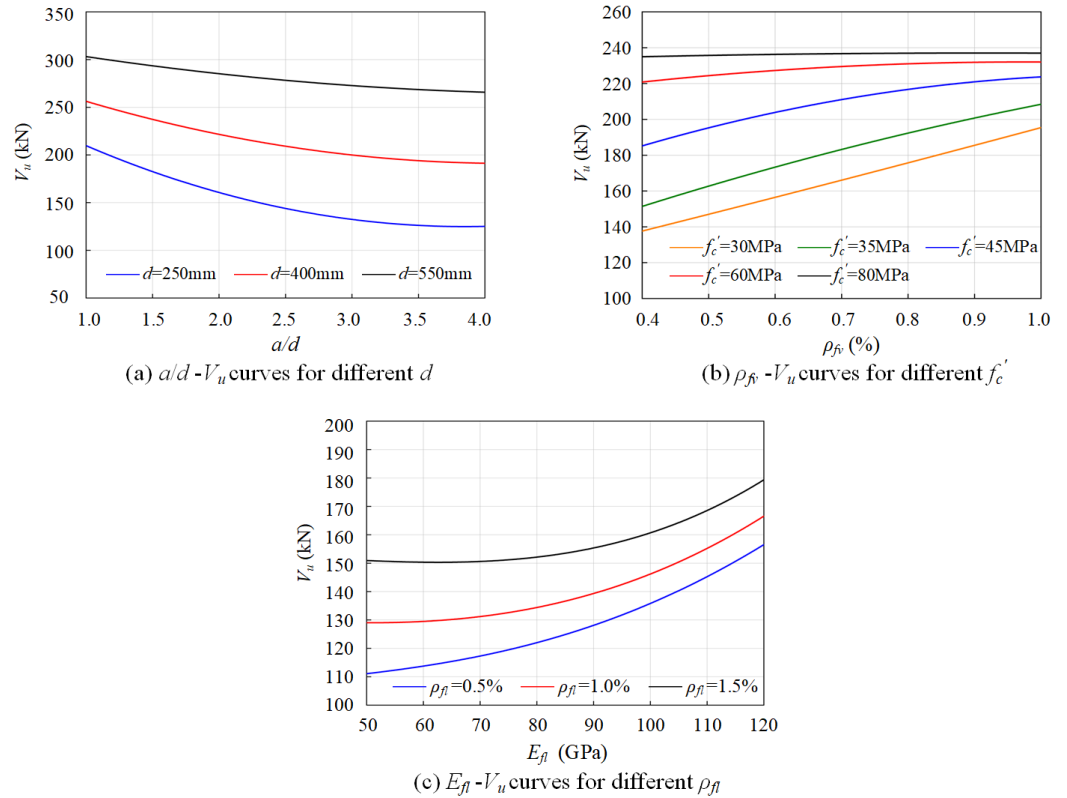 350
300
250
200
150
100
50
V_u (kN)
d=250mm d=400mm d=550mm
1.0 1.5 2.0 2.5 3.0 3.5 4.0
a/d
(a) a/d -V_u curves for different d
260
240
220
200
180
160
140
120
100
V_u (kN)
f_c'=30MPa f_c'=35MPa f_c'=45MPa
f_c'=60MPa f_c'=80MPa
0.4 0.5 0.6 0.7 0.8 0.9 1.0
ρ_fv (%)
(b) ρ_fv -V_u curves for different f_c'
200
190
180
170
160
150
140
130
120
110
100
V_u (kN)
ρ_fl=0.5% ρ_fl=1.0% ρ_fl=1.5%
50 60 70 80 90 100 110 120
E_fl (GPa)
(c) E_fl -V_u curves for different ρ_fl